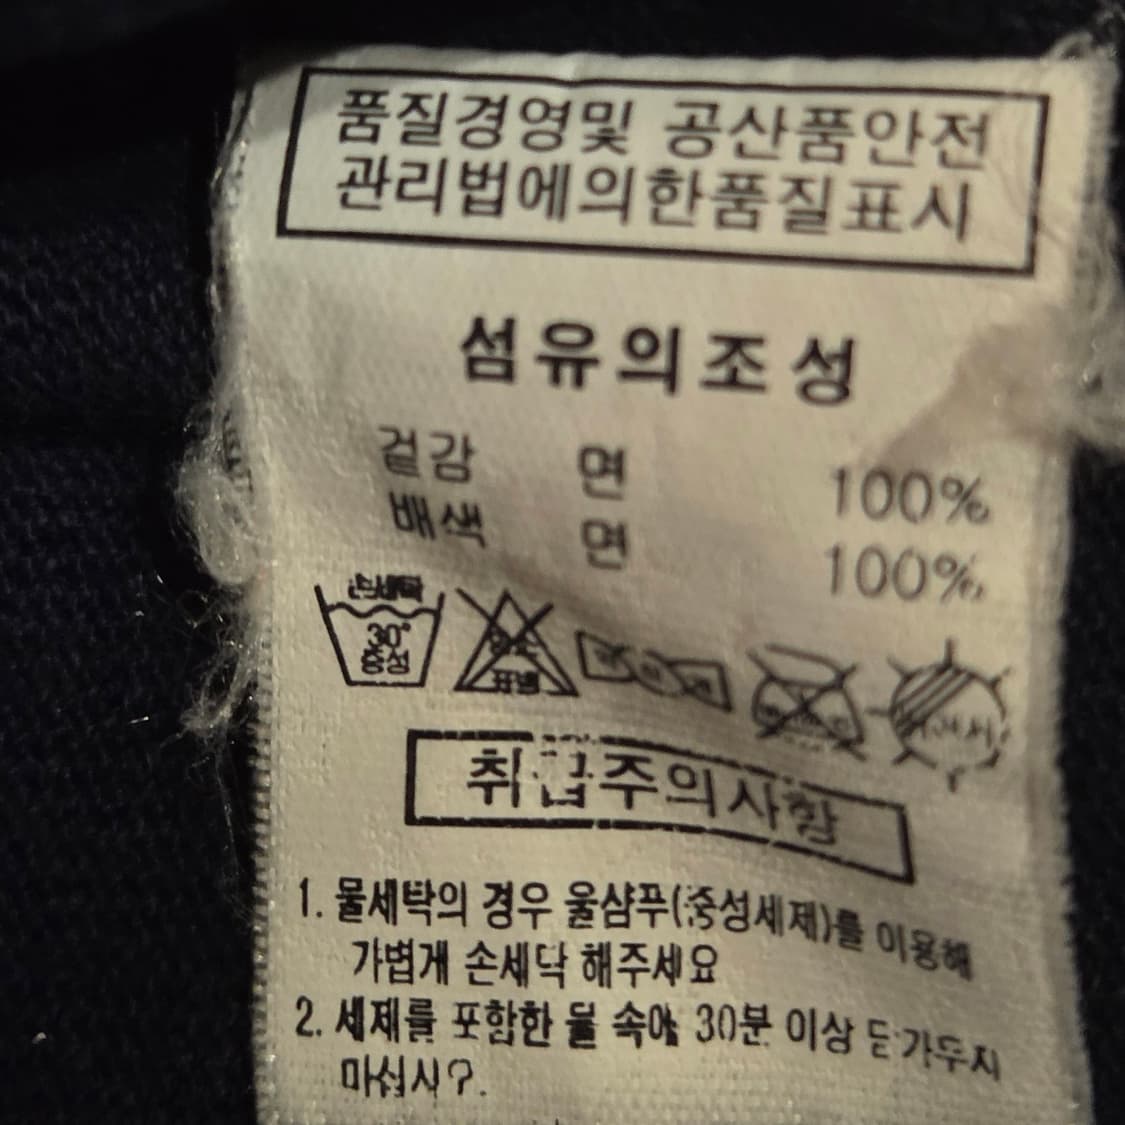 품질경영및 공산품안전
관리법에의한품질표시
섬유의조성
겉감 면 100%
배색 면 100%
손세탁
30°
중성
표백
취급주의사항
1. 물세탁의 경우 울샴푸(중성세제)를 이용해
가볍게 손세탁 해주세요
2. 세제를 포함한 물 속에 30분 이상 담가두지
마십시오.